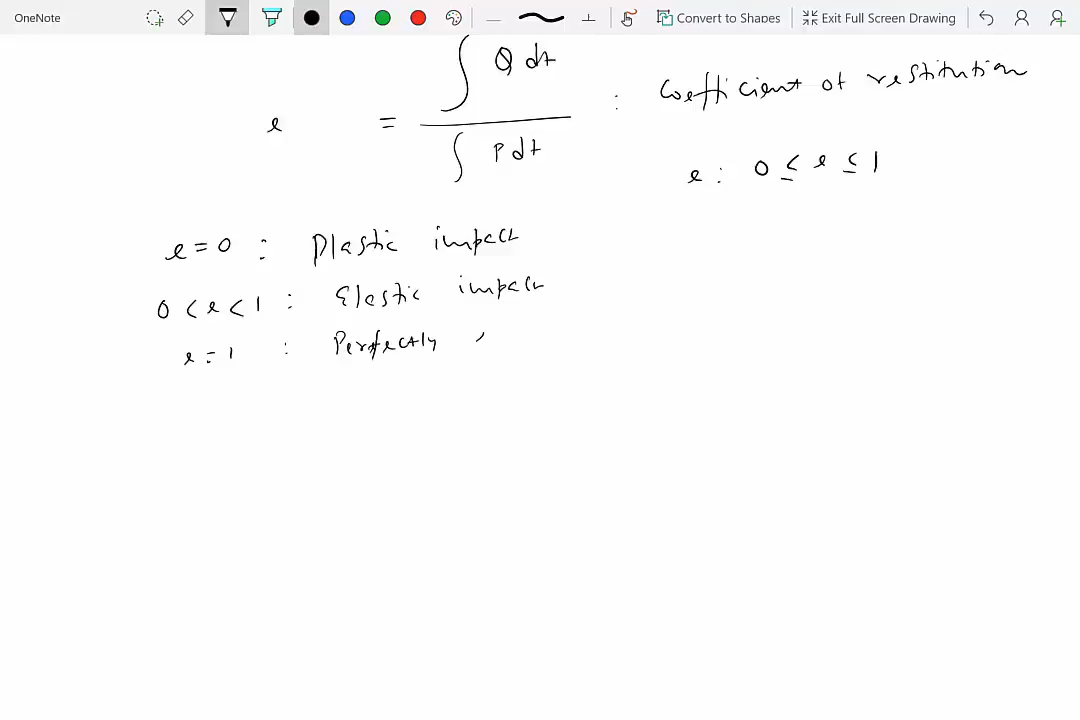 OneNote
Convert to Shapes
Exit Full Screen Drawing
e = ∫ Q dt / ∫ P dt : Coefficient of restitution
e : 0 ≤ e ≤ 1
e = 0 : Plastic impact
0 < e < 1 : Elastic impact
e = 1 : Perfectly